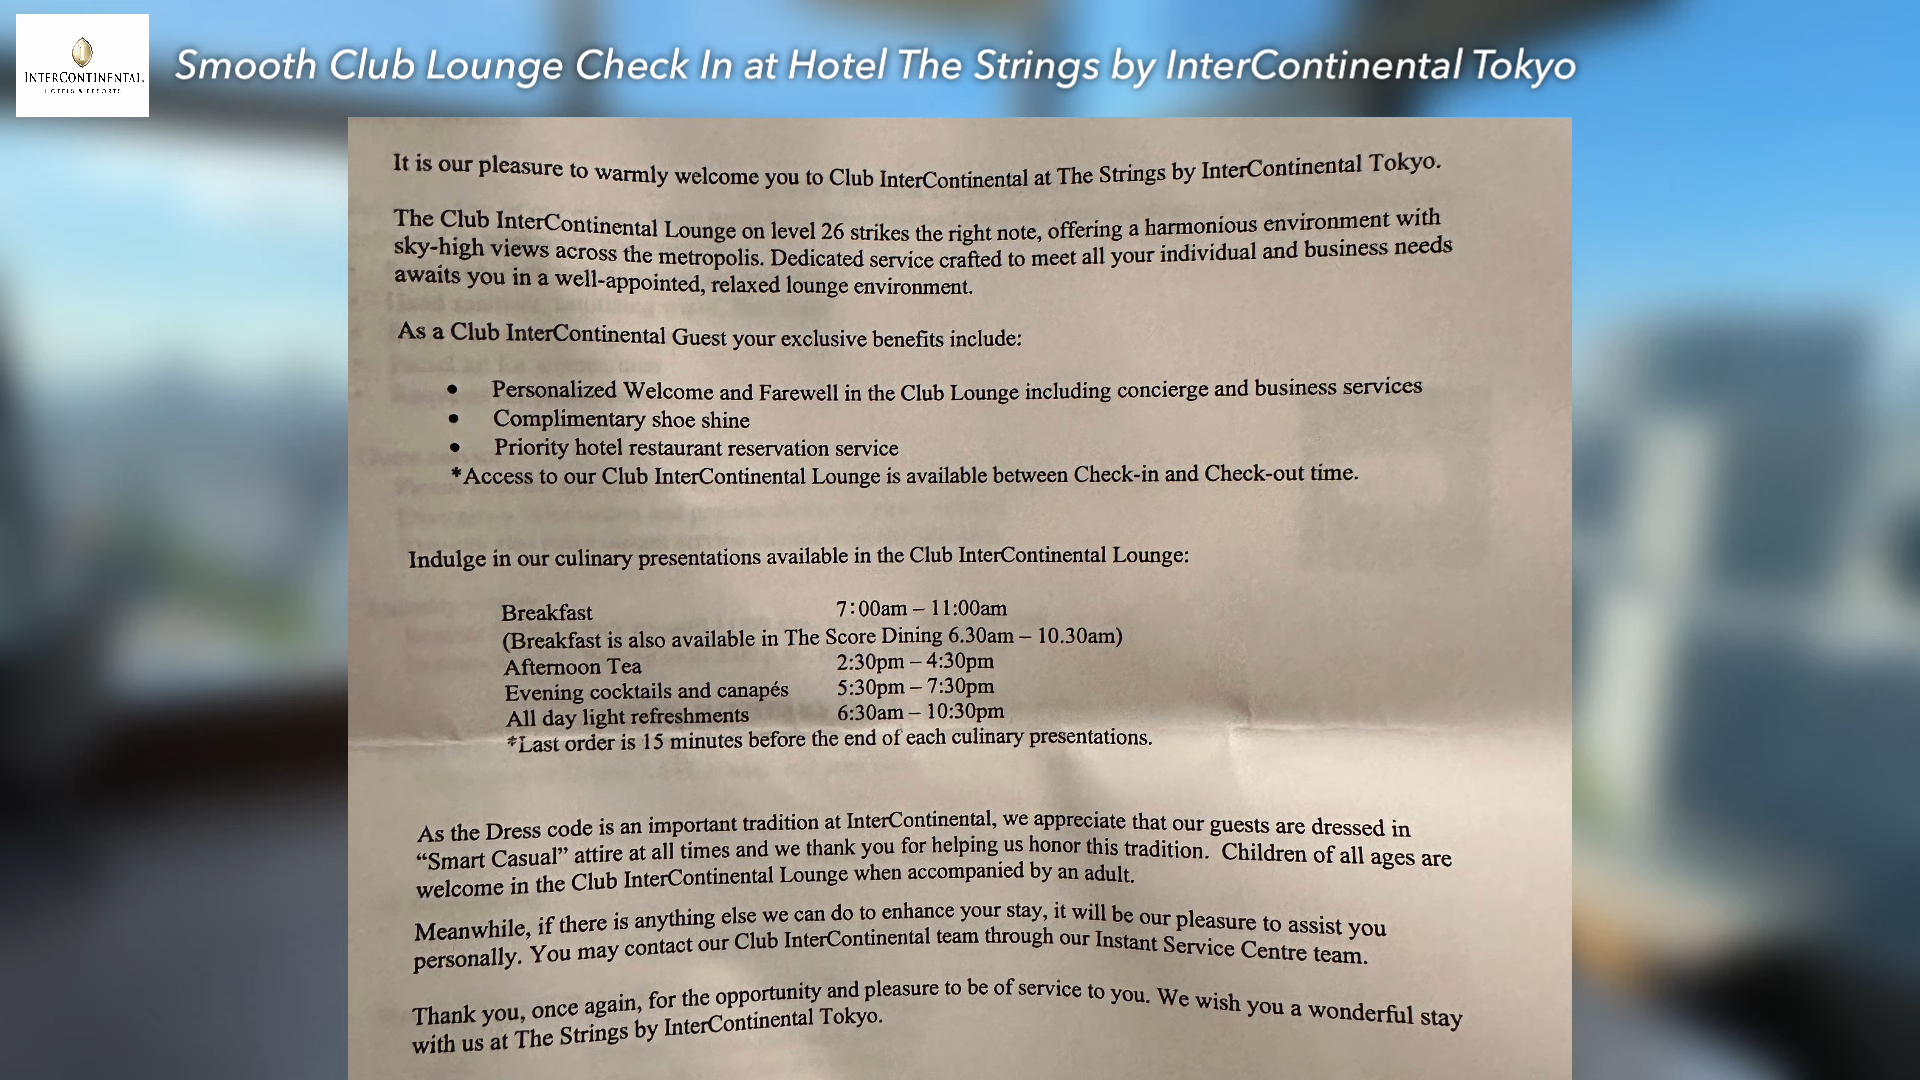 INTERCONTINENTAL.
HOTELS & RESORTS
Smooth Club Lounge Check In at Hotel The Strings by InterContinental Tokyo
It is our pleasure to warmly welcome you to Club InterContinental at The Strings by InterContinental Tokyo.
The Club InterContinental Lounge on level 26 strikes the right note, offering a harmonious environment with
sky-high views across the metropolis. Dedicated service crafted to meet all your individual and business needs
awaits you in a well-appointed, relaxed lounge environment.
As a Club InterContinental Guest your exclusive benefits include:
• Personalized Welcome and Farewell in the Club Lounge including concierge and business services
• Complimentary shoe shine
• Priority hotel restaurant reservation service
*Access to our Club InterContinental Lounge is available between Check-in and Check-out time.
Indulge in our culinary presentations available in the Club InterContinental Lounge:
Breakfast 7:00am – 11:00am
(Breakfast is also available in The Score Dining 6.30am – 10.30am)
Afternoon Tea 2:30pm – 4:30pm
Evening cocktails and canapés 5:30pm – 7:30pm
All day light refreshments 6:30am – 10:30pm
*Last order is 15 minutes before the end of each culinary presentations.
As the Dress code is an important tradition at InterContinental, we appreciate that our guests are dressed in
“Smart Casual” attire at all times and we thank you for helping us honor this tradition. Children of all ages are
welcome in the Club InterContinental Lounge when accompanied by an adult.
Meanwhile, if there is anything else we can do to enhance your stay, it will be our pleasure to assist you
personally. You may contact our Club InterContinental team through our Instant Service Centre team.
Thank you, once again, for the opportunity and pleasure to be of service to you. We wish you a wonderful stay
with us at The Strings by InterContinental Tokyo.